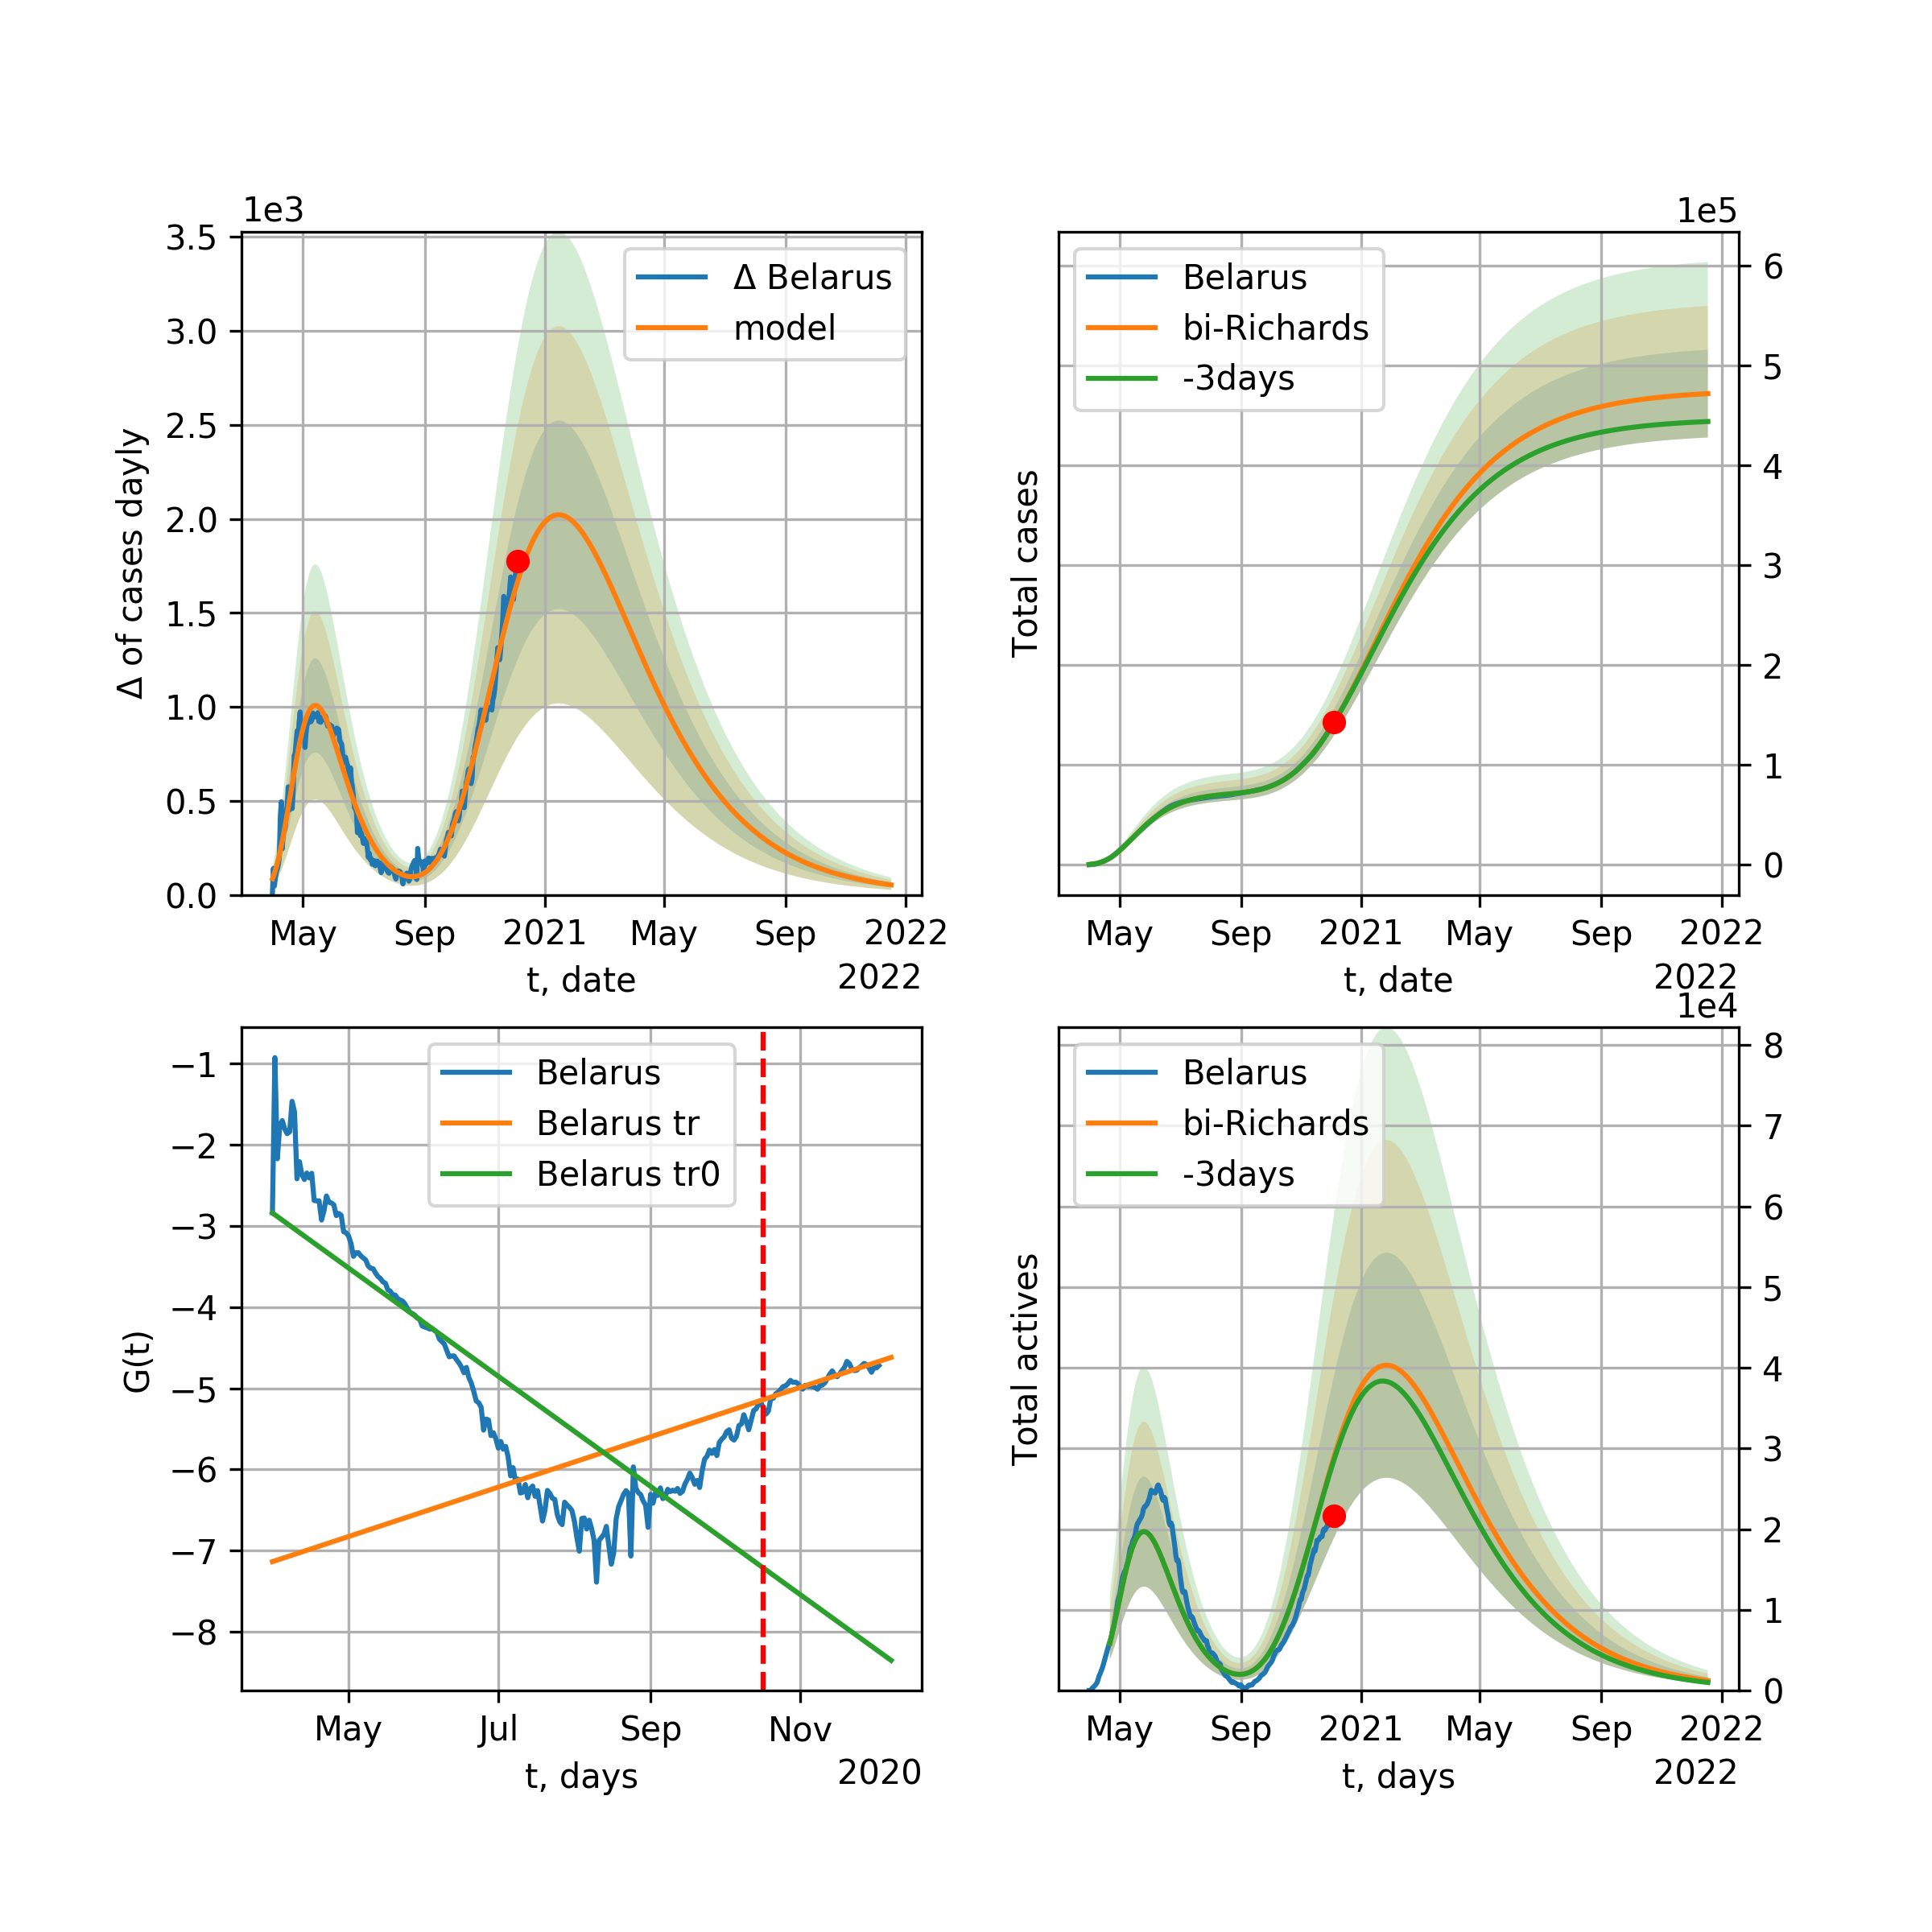 1e3
3.5
3.0
2.5
2.0
1.5
1.0
0.5
0.0
Δ of cases dayly
Δ Belarus
model
May Sep 2021 May Sep 2022
t, date
2022
1e5
Total cases
Belarus
bi-Richards
-3days
6
5
4
3
2
1
0
May Sep 2021 May Sep 2022
t, date
2022
G(t)
−1
−2
−3
−4
−5
−6
−7
−8
Belarus
Belarus tr
Belarus tr0
May Jul Sep Nov
t, days
2020
1e4
Total actives
Belarus
bi-Richards
-3days
8
7
6
5
4
3
2
1
0
May Sep 2021 May Sep 2022
t, days
2022